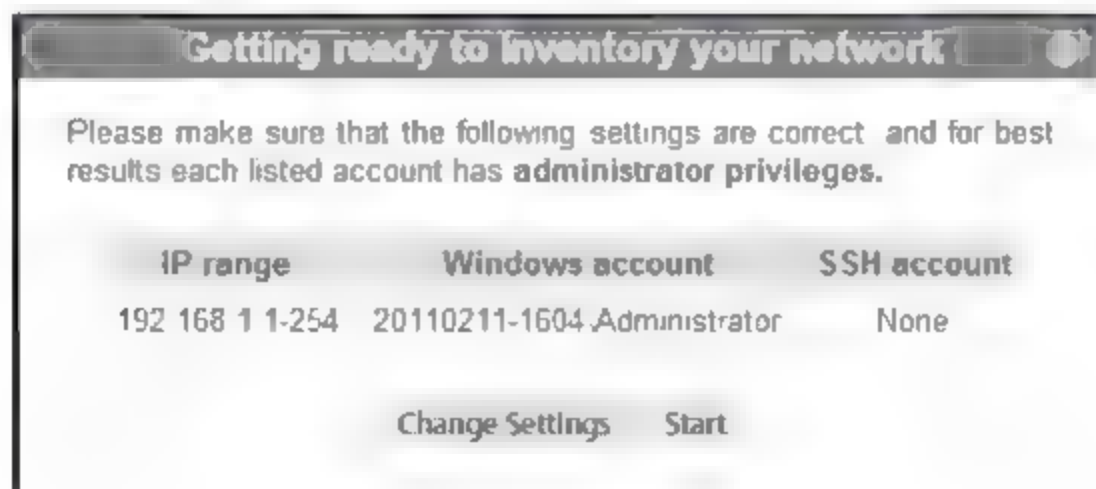 Getting ready to inventory your network
Please make sure that the following settings are correct and for best
results each listed account has administrator privileges.
IP range Windows account SSH account
192 168 1 1-254 20110211-1604 Administrator None
Change Settings Start